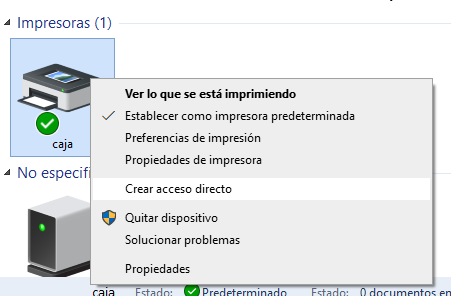 Impresoras (1)
caja
Ver lo que se está imprimiendo
Establecer como impresora predeterminada
Preferencias de impresión
Propiedades de impresora
Crear acceso directo
Quitar dispositivo
Solucionar problemas
Propiedades
No especifi
caja Estado: Predeterminado Estado: 0 documentos en